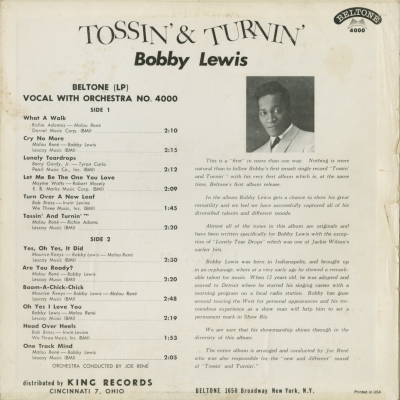 TOSSIN' & TURNIN'
Bobby Lewis
BELTONE
4000
BELTONE (LP)
VOCAL WITH ORCHESTRA NO. 4000
SIDE 1
What A Walk
Richie Adams — Malou René
Darnel Music Corp. (BMI) 2:10
Cry No More
Malou René — Bobby Lewis
Lescay Music (BMI) 2:15
Lonely Teardrops
Berry Gordy, Jr. — Tyran Carlo
Pearl Music Co., Inc. (BMI) 2:12
Let Me Be The One You Love
Mayme Watts — Robert Mosely
E. B. Marks Music Corp. (BMI) 2:09
Turn Over A New Leaf
Bob Brass — Irwin Levine
We Three Music, Inc. (BMI) 1:45
Tossin' And Turnin'
Malou René — Richie Adams
Lescay Music (BMI) 2:20
SIDE 2
Yes, Oh Yes, It Did
Maurice Kanya — Bobby Lewis — Malou René
Lescay Music (BMI) 2:30
Are You Ready?
Malou René — Bobby Lewis
Lescay Music (BMI) 2:20
Boom-A-Chick-Chick
Maurice Kanya — Bobby Lewis — Malou René
Lescay Music (BMI) 2:48
Oh Yes I Love You
Bobby Lewis — Malou René
Lescay Music (BMI) 2:19
Head Over Heels
Bob Brass — Irwin Levine
We Three Music, Inc. (BMI) 1:53
One Track Mind
Malou René — Bobby Lewis
Lescay Music (BMI) 2:05
ORCHESTRA CONDUCTED BY JOE RENÉ
distributed by KING RECORDS
CINCINNATI 7, OHIO
This is a "first" in more than one way. Nothing is more
natural than to follow Bobby's first smash single record "Tossin'
and Turnin'" with his very first album which is, at the same
time, Beltone's first album release.
In the album Bobby Lewis gets a chance to show his great
versatility and we feel we have successfully captured all of his
diversified talents and different moods.
Almost all of the tunes in this album are originals and
have been written specifically for Bobby Lewis with the excep-
tion of "Lonely Tear Drops" which was one of Jackie Wilson's
earlier hits.
Bobby Lewis was born in Indianapolis, and brought up
in an orphanage, where at a very early age he showed a remark-
able talent for music. When 12 years old, he was adopted and
moved to Detroit where he started his singing career with a
morning program on a local radio station. Bobby has gone
around touring the West for personal appearances and his tre-
mendous experience as a show man will help him to set a
permanent mark in Show Biz.
We are sure that his showmanship shines through in the
diversity of this album.
The entire album is arranged and conducted by Joe René
who was also responsible for the "new and different" sound
of "Tossin' and Turnin'."
BELTONE 1650 Broadway New York, N.Y.
Printed in USA